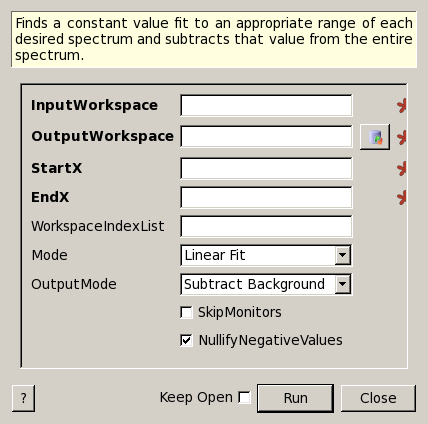 Finds a constant value fit to an appropriate range of each
desired spectrum and subtracts that value from the entire
spectrum.
InputWorkspace
OutputWorkspace
StartX
EndX
WorkspaceIndexList
Mode Linear Fit
OutputMode Subtract Background
SkipMonitors
NullifyNegativeValues
? Keep Open Run Close